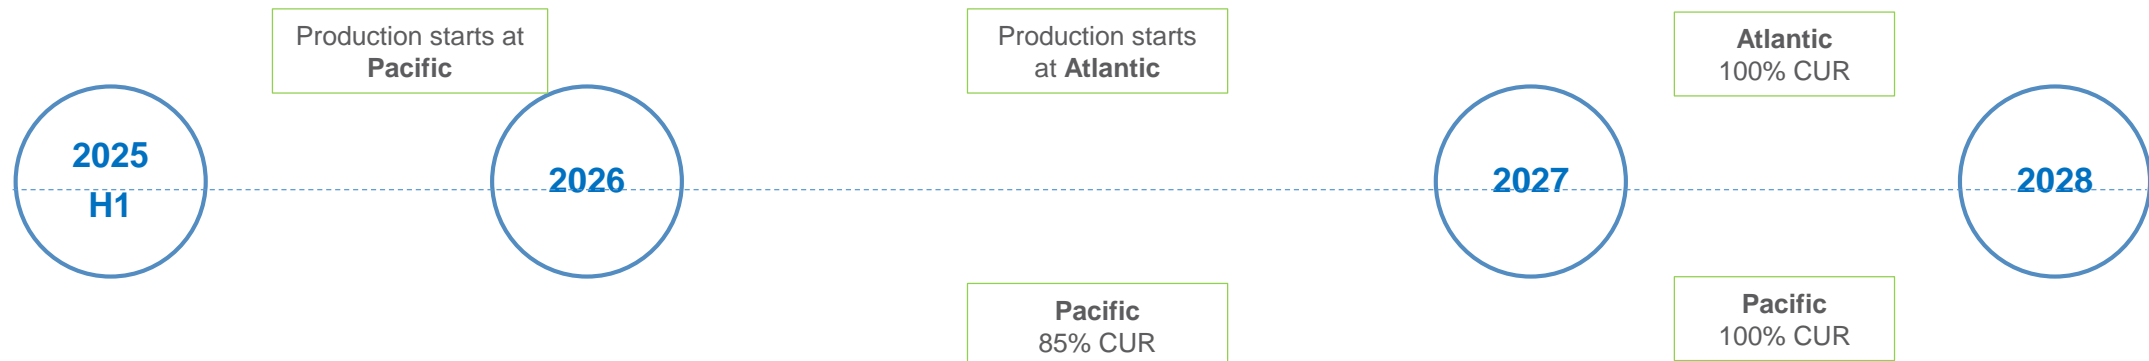 Production starts at
Pacific
Production starts
at Atlantic
Atlantic
100% CUR
2025
H1
2026
2027
2028
Pacific
85% CUR
Pacific
100% CUR